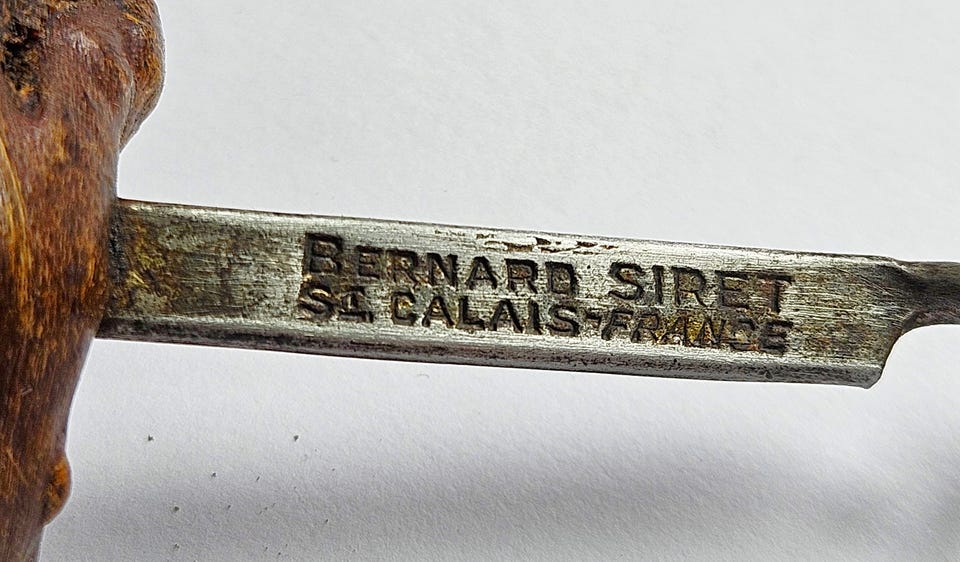 BERNARD SIRET
ST CALAIS-FRANCE